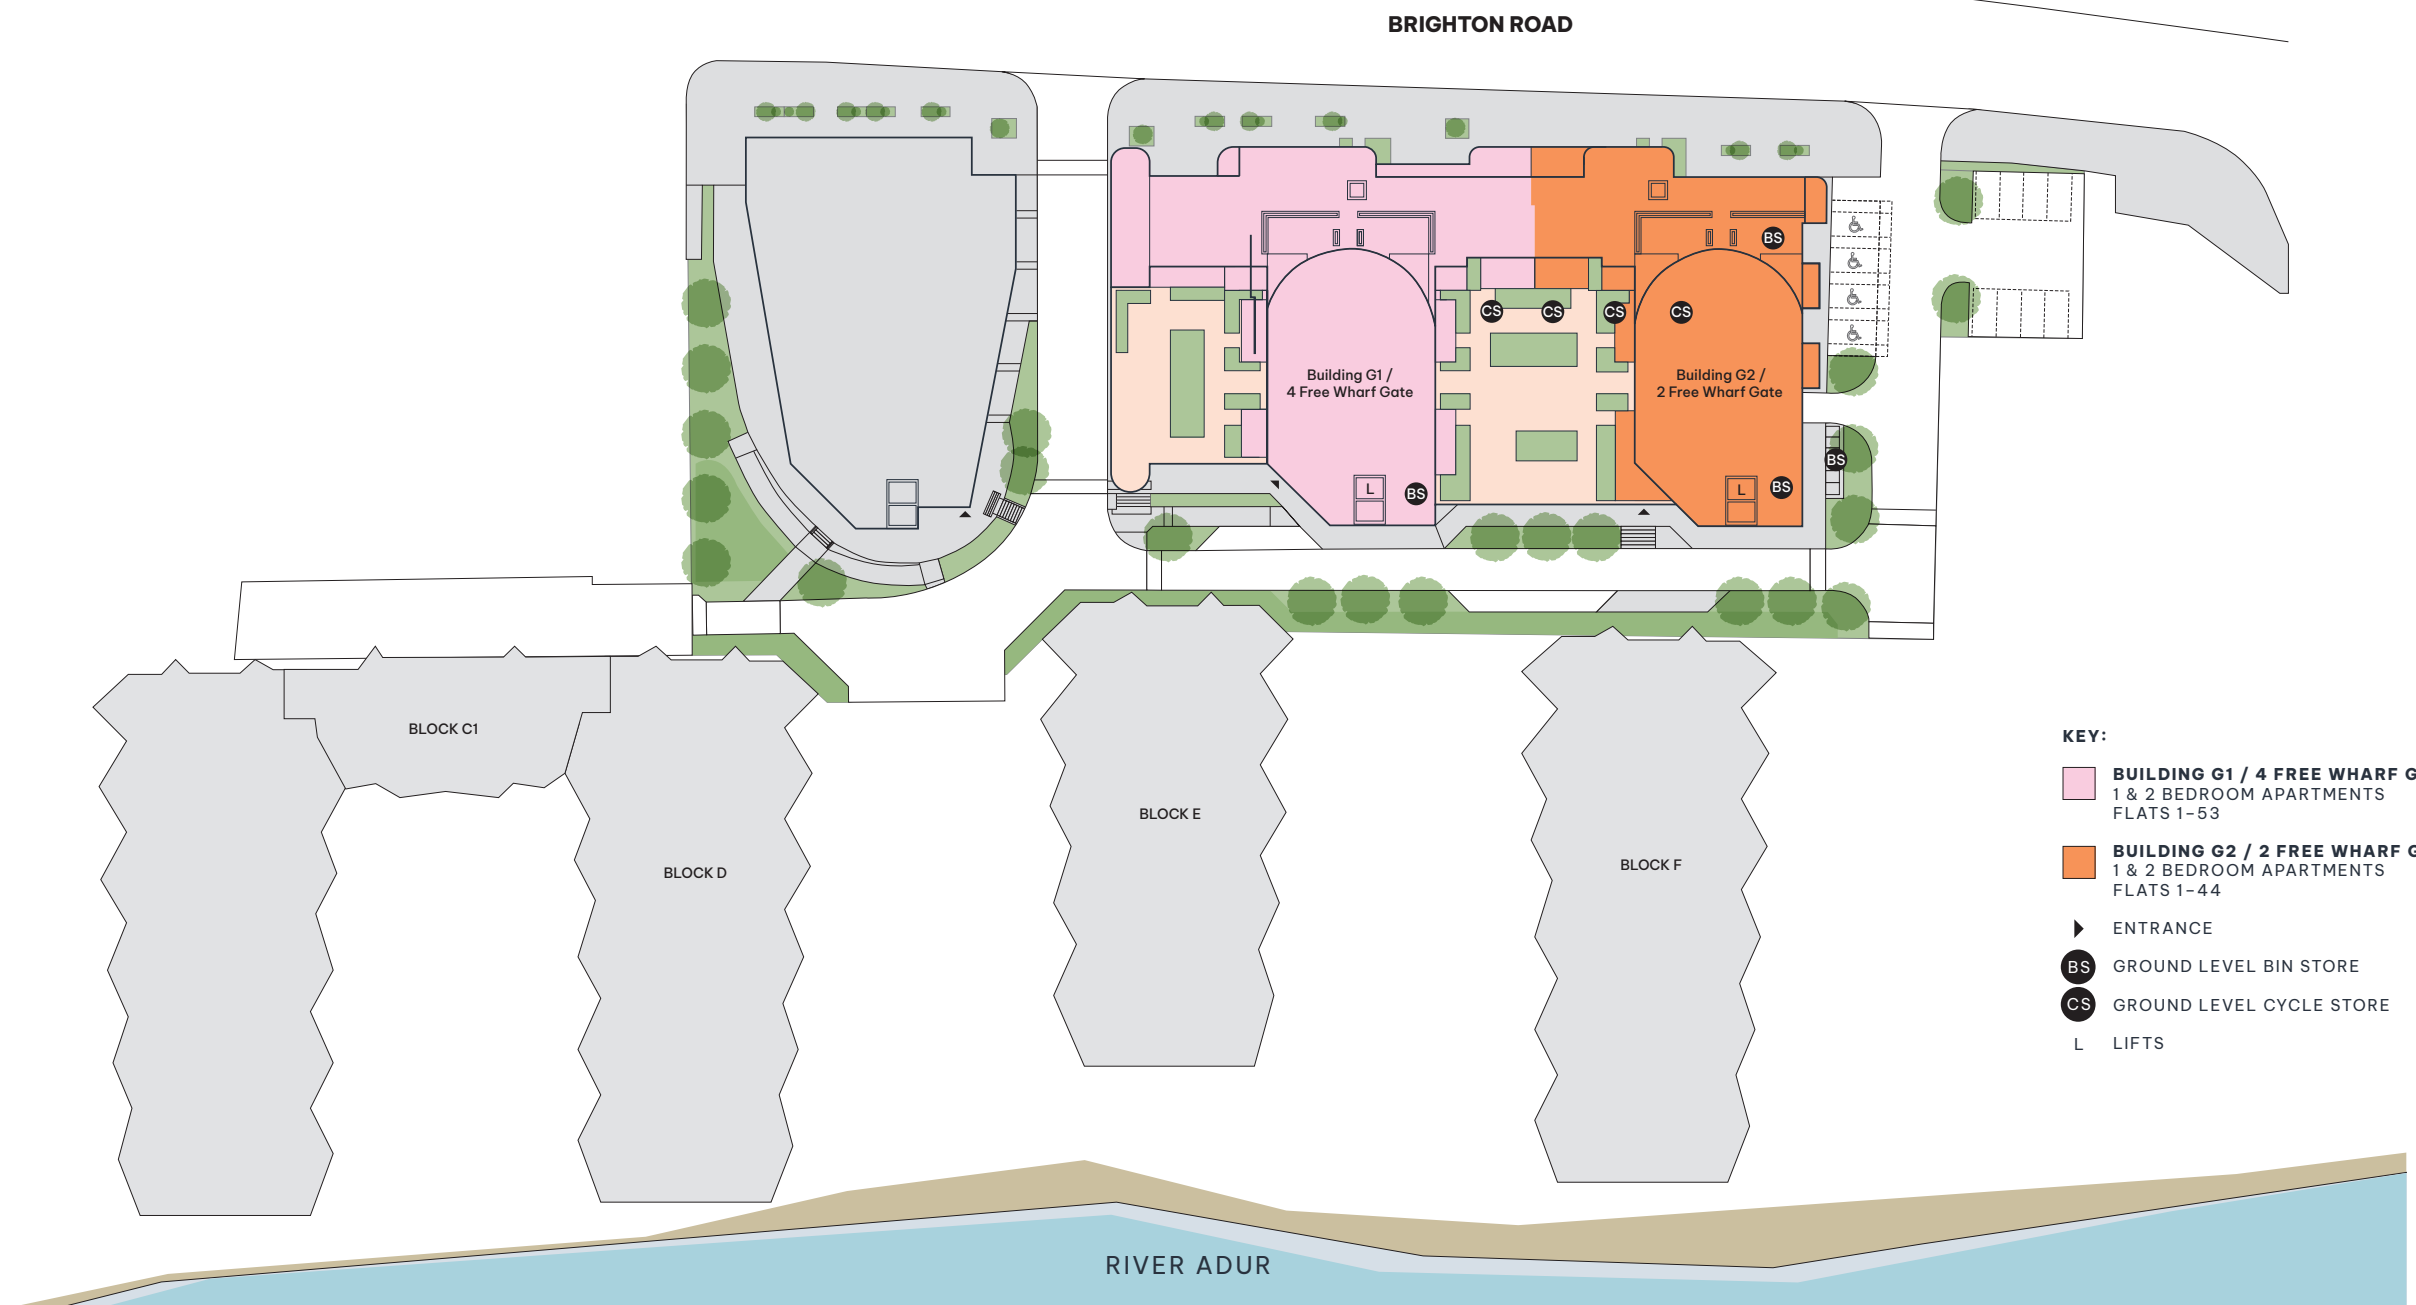 BRIGHTON ROAD
BS
CS
CS
CS
CS
Building G1 /
4 Free Wharf Gate
Building G2 /
2 Free Wharf Gate
BS
L
BS
L
BS
BLOCK C1
BLOCK D
BLOCK E
BLOCK F
KEY:
BUILDING G1 / 4 FREE WHARF G
1 & 2 BEDROOM APARTMENTS
FLATS 1-53
BUILDING G2 / 2 FREE WHARF G
1 & 2 BEDROOM APARTMENTS
FLATS 1-44
ENTRANCE
BS GROUND LEVEL BIN STORE
CS GROUND LEVEL CYCLE STORE
L LIFTS
RIVER ADUR